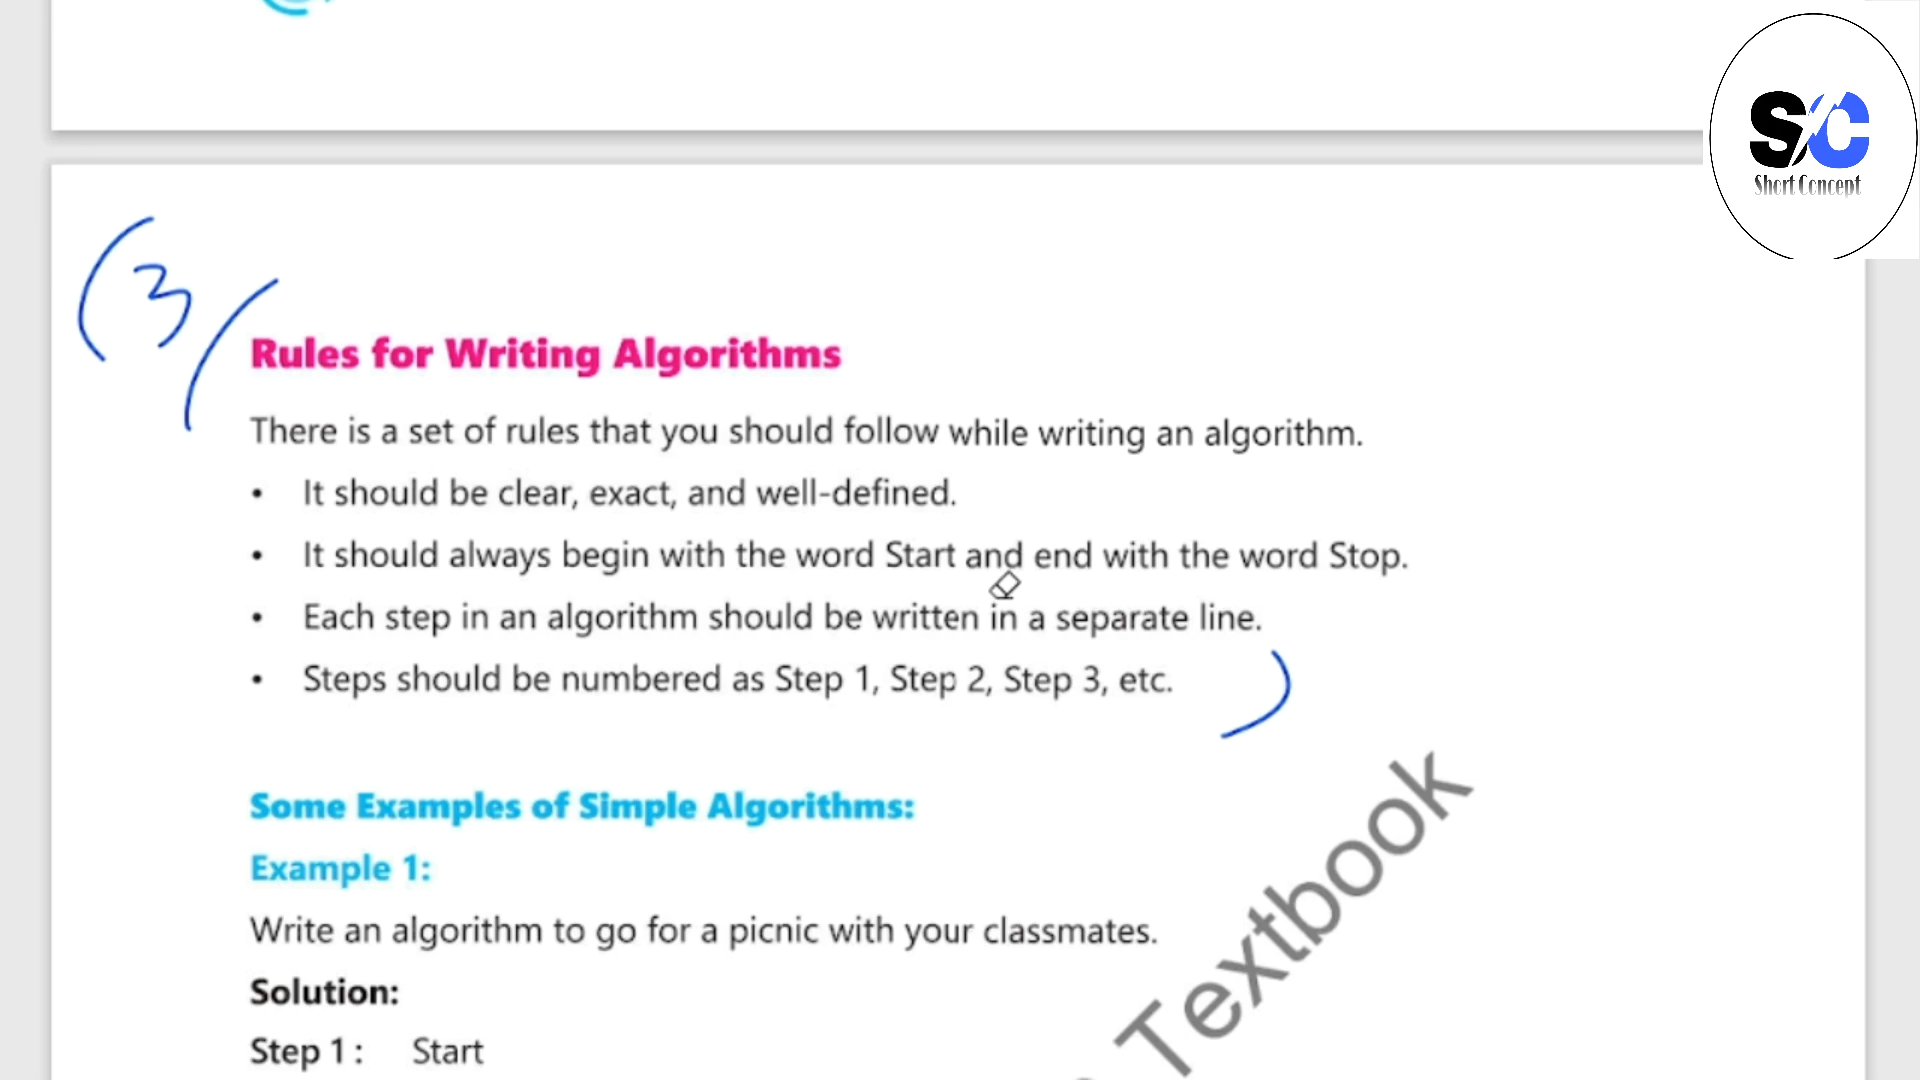 S/C
Short Concept
(3)
Rules for Writing Algorithms
There is a set of rules that you should follow while writing an algorithm.
• It should be clear, exact, and well-defined.
• It should always begin with the word Start and end with the word Stop.
• Each step in an algorithm should be written in a separate line.
• Steps should be numbered as Step 1, Step 2, Step 3, etc.
Some Examples of Simple Algorithms:
Example 1:
Write an algorithm to go for a picnic with your classmates.
Solution:
Step 1 : Start
Textbook